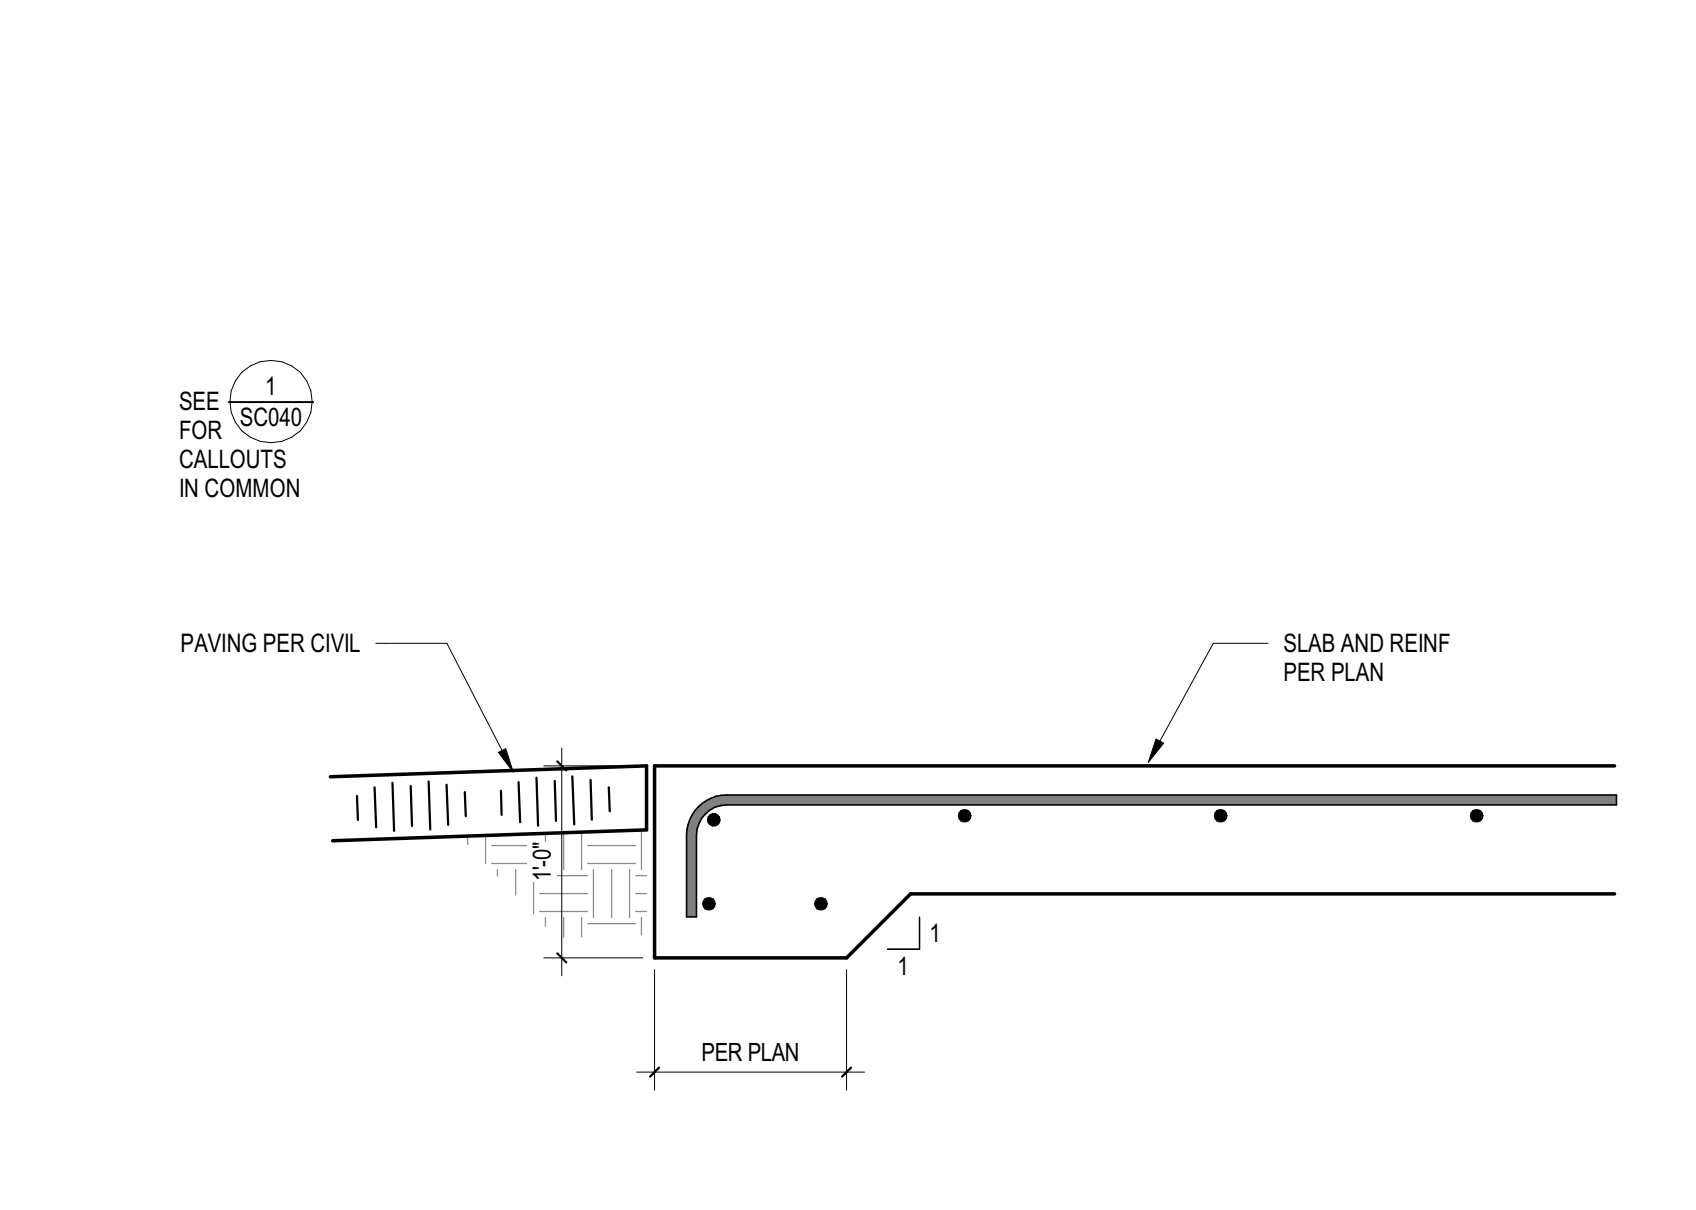 1
SEE
SC040
FOR
CALLOUTS
IN COMMON
PAVING PER CIVIL
SLAB AND REINF
PER PLAN
1'-0"
1
1
PER PLAN